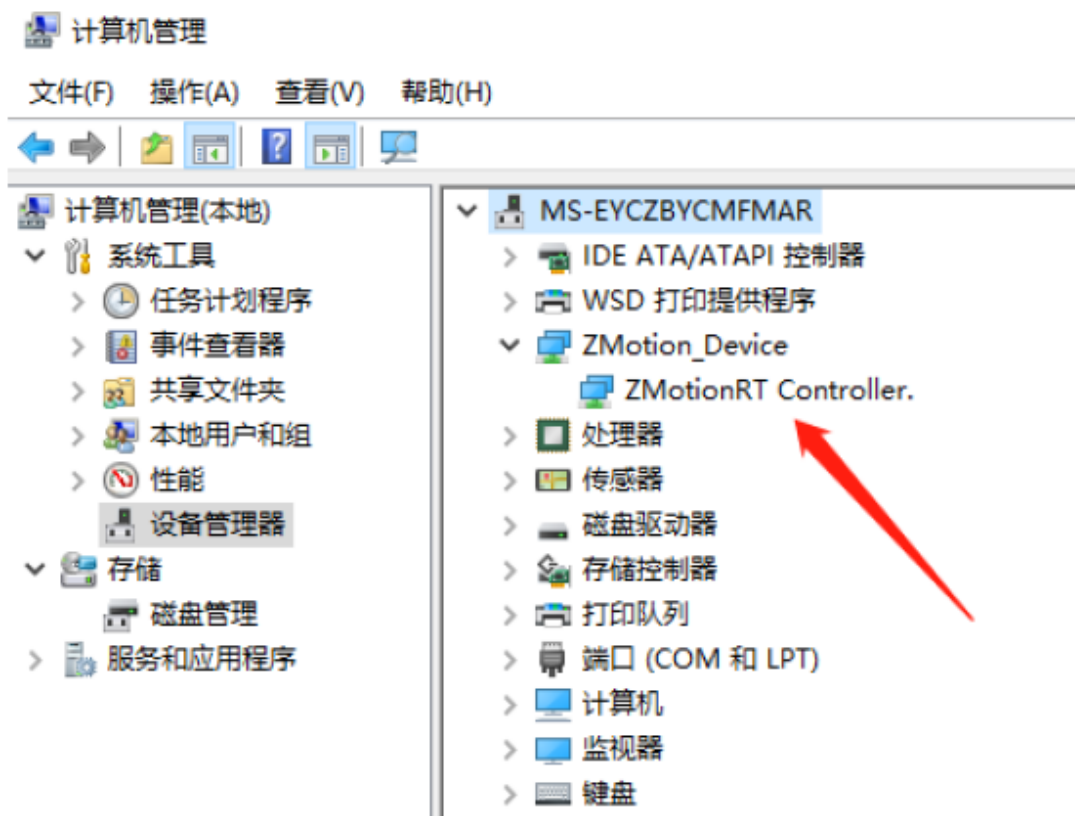 计算机管理
文件(F) 操作(A) 查看(V) 帮助(H)
计算机管理(本地)
系统工具
任务计划程序
事件查看器
共享文件夹
本地用户和组
性能
设备管理器
存储
磁盘管理
服务和应用程序
MS-EYCZBYCMFMAR
IDE ATA/ATAPI 控制器
WSD 打印提供程序
ZMotion_Device
ZMotionRT Controller.
处理器
传感器
磁盘驱动器
存储控制器
打印队列
端口 (COM 和 LPT)
计算机
监视器
键盘